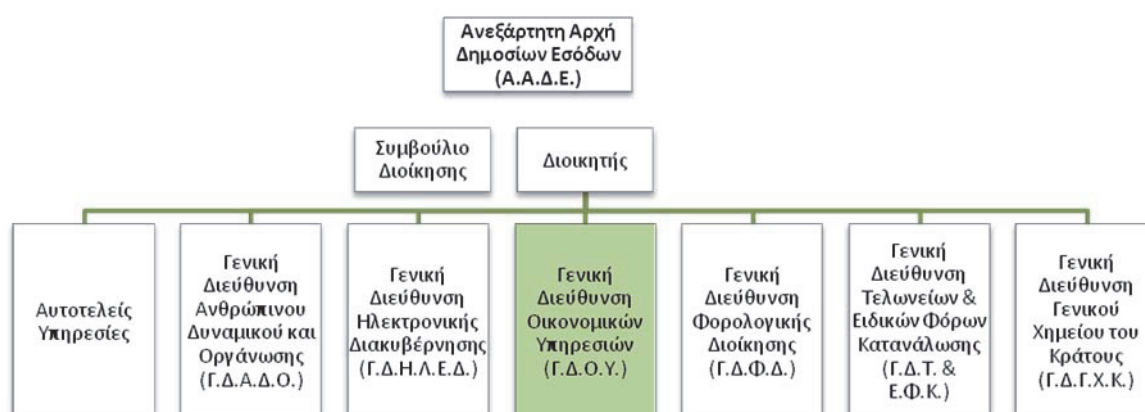 Ανεξάρτητη Αρχή
Δημοσίων Εσόδων
(Α.Α.Δ.Ε.)
Συμβούλιο
Διοίκησης
Διοικητής
Αυτοτελείς
Υπηρεσίες
Γενική
Διεύθυνση
Ανθρώπινου
Δυναμικού και
Οργάνωσης
(Γ.Δ.Α.Δ.Ο.)
Γενική
Διεύθυνση
Ηλεκτρονικής
Διακυβέρνησης
(Γ.Δ.Η.Λ.Ε.Δ.)
Γενική
Διεύθυνση
Οικονομικών
Υπηρεσιών
(Γ.Δ.Ο.Υ.)
Γενική
Διεύθυνση
Φορολογικής
Διοίκησης
(Γ.Δ.Φ.Δ.)
Γενική
Διεύθυνση
Τελωνείων &
Ειδικών Φόρων
Κατανάλωσης
(Γ.Δ.Τ. &
Ε.Φ.Κ.)
Γενική
Διεύθυνση
Γενικού
Χημείου του
Κράτους
(Γ.Δ.Γ.Χ.Κ.)